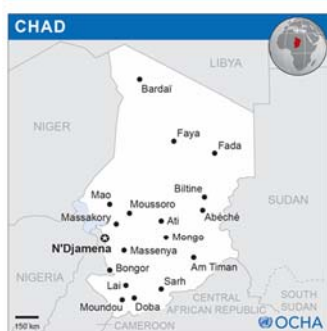 CHAD
LIBYA
Bardaï
NIGER
Faya
Fada
Biltine
SUDAN
Mao
Moussoro
Abéché
Massakory
Ati
N'Djamena
Mongo
Massenya
Am Timan
NIGERIA
Bongor
Lai
Sarh
Moundou
Doba
CENTRAL
AFRICAN REPUBLIC
SOUTH
SUDAN
150 km
CAMEROON
OCHA